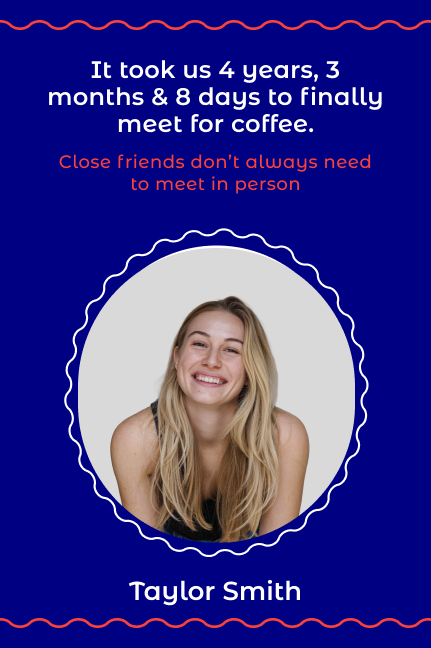 It took us 4 years, 3
months & 8 days to finally
meet for coffee.
Close friends don't always need
to meet in person
Taylor Smith